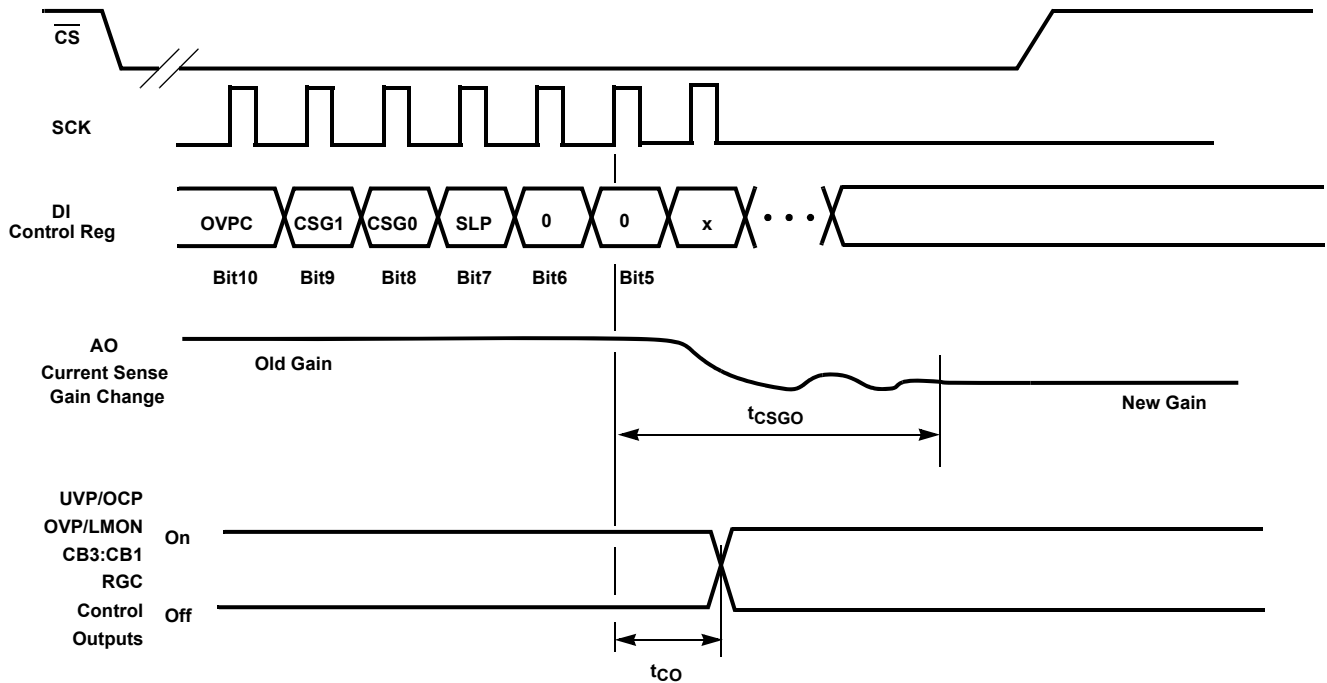 CS
SCK
DI
Control Reg
OVPC CSG1 CSG0 SLP 0 0 x
Bit10 Bit9 Bit8 Bit7 Bit6 Bit5
AO
Current Sense
Gain Change
Old Gain
New Gain
tCSGO
UVP/OCP
OVP/LMON
CB3:CB1
RGC
Control
Outputs
On
Off
tCO